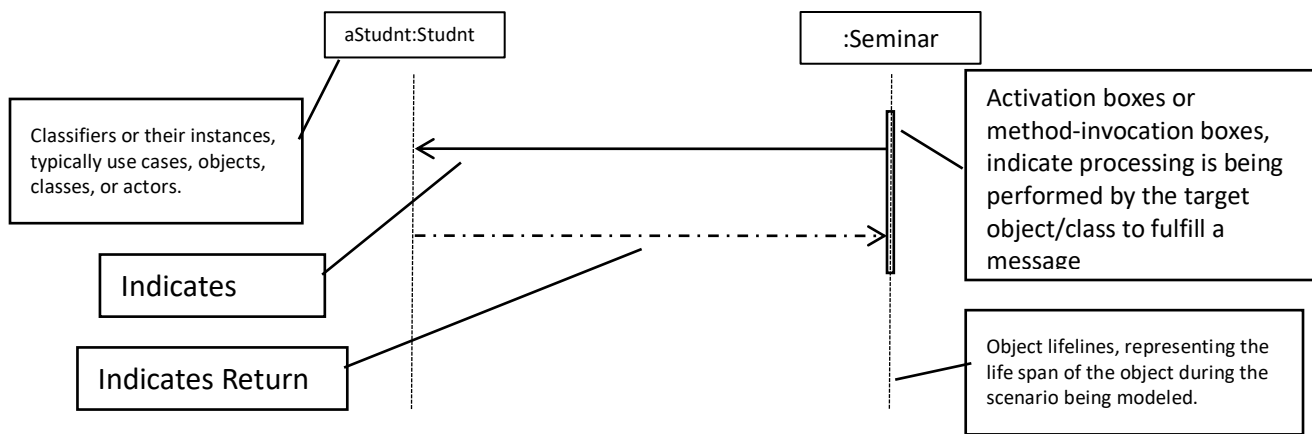 aStudnt:Studnt
:Seminar
Classifiers or their instances,
typically use cases, objects,
classes, or actors.
Activation boxes or
method-invocation boxes,
indicate processing is being
performed by the target
object/class to fulfill a
message
Indicates
Indicates Return
Object lifelines, representing the
life span of the object during the
scenario being modeled.